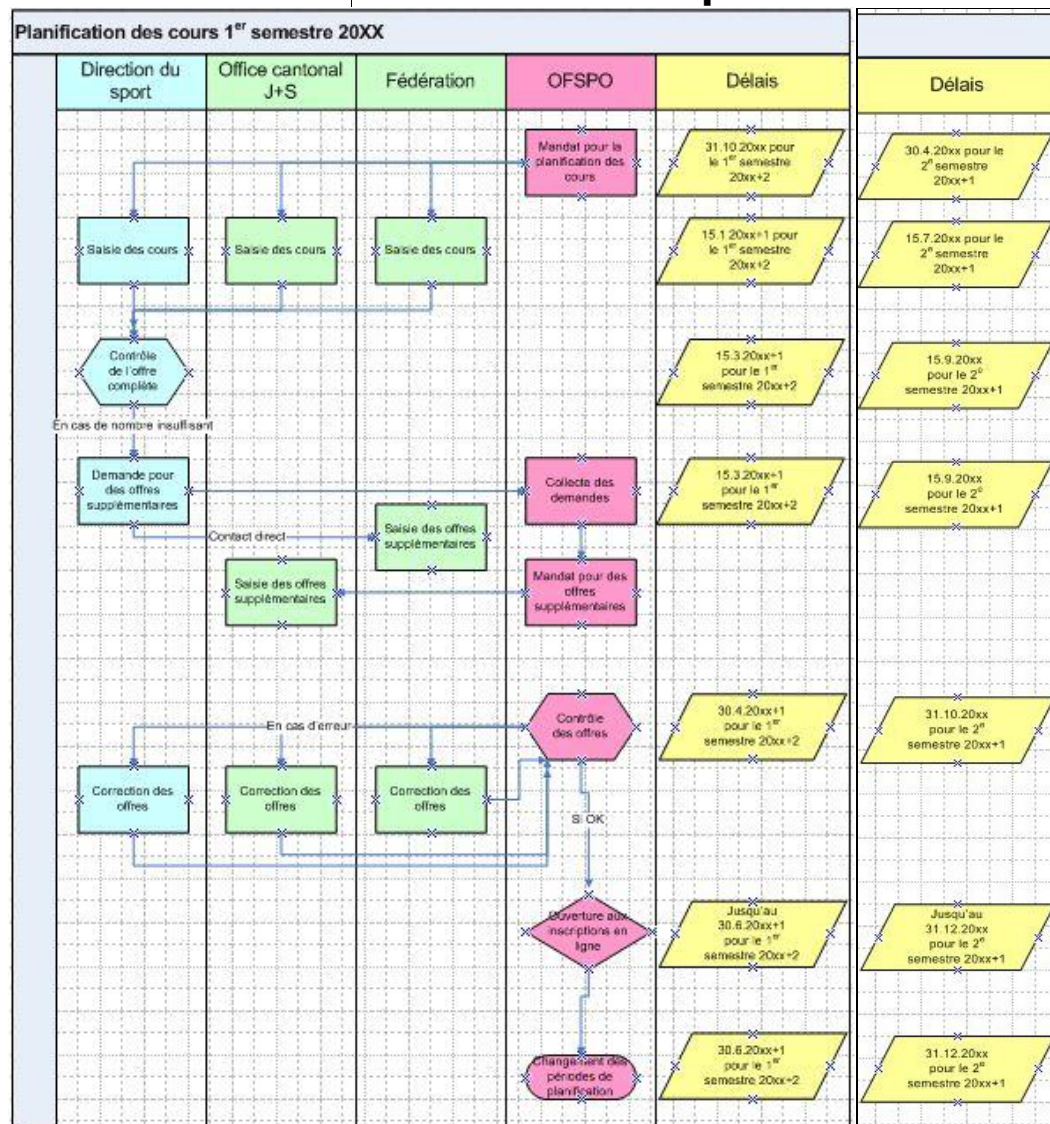 Planification des cours 1er semestre 20XX
Direction du
sport
Office cantonal
J+S
Fédération
OFSPO
Délais
Délais
Mandat pour la
planification des
cours
31.10.20xx pour
le 1er semestre
20xx+2
30.4.20xx pour le
2e semestre
20xx+1
Saisie des cours
Saisie des cours
Saisie des cours
15.1.20xx+1 pour
le 1er semestre
20xx+2
15.7.20xx pour le
2e semestre
20xx+1
Contrôle
de l'offre
complète
15.3.20xx+1
pour le 1er
semestre 20xx+2
15.9.20xx
pour le 2e
semestre 20xx+1
En cas de nombre insuffisant
Demande pour
des offres
supplémentaires
Collecte des
demandes
15.3.20xx+1
pour le 1er
semestre 20xx+2
15.9.20xx
pour le 2e
semestre 20xx+1
Contact direct
Saisie des offres
supplémentaires
Saisie des offres
supplémentaires
Mandat pour des
offres
supplémentaires
En cas d'erreur
Contrôle
des offres
30.4.20xx+1
pour le 1er
semestre 20xx+2
31.10.20xx
pour le 2e
semestre 20xx+1
Correction des
offres
Correction des
offres
Correction des
offres
Si OK
Ouverture aux
inscriptions en
ligne
Jusqu'au
30.6.20xx+1
pour le 1er
semestre 20xx+2
Jusqu'au
31.12.20xx
pour le 2e
semestre 20xx+1
Changement des
périodes de
planification
30.6.20xx+1
pour le 1er
semestre 20xx+2
31.12.20xx
pour le 2e
semestre 20xx+1